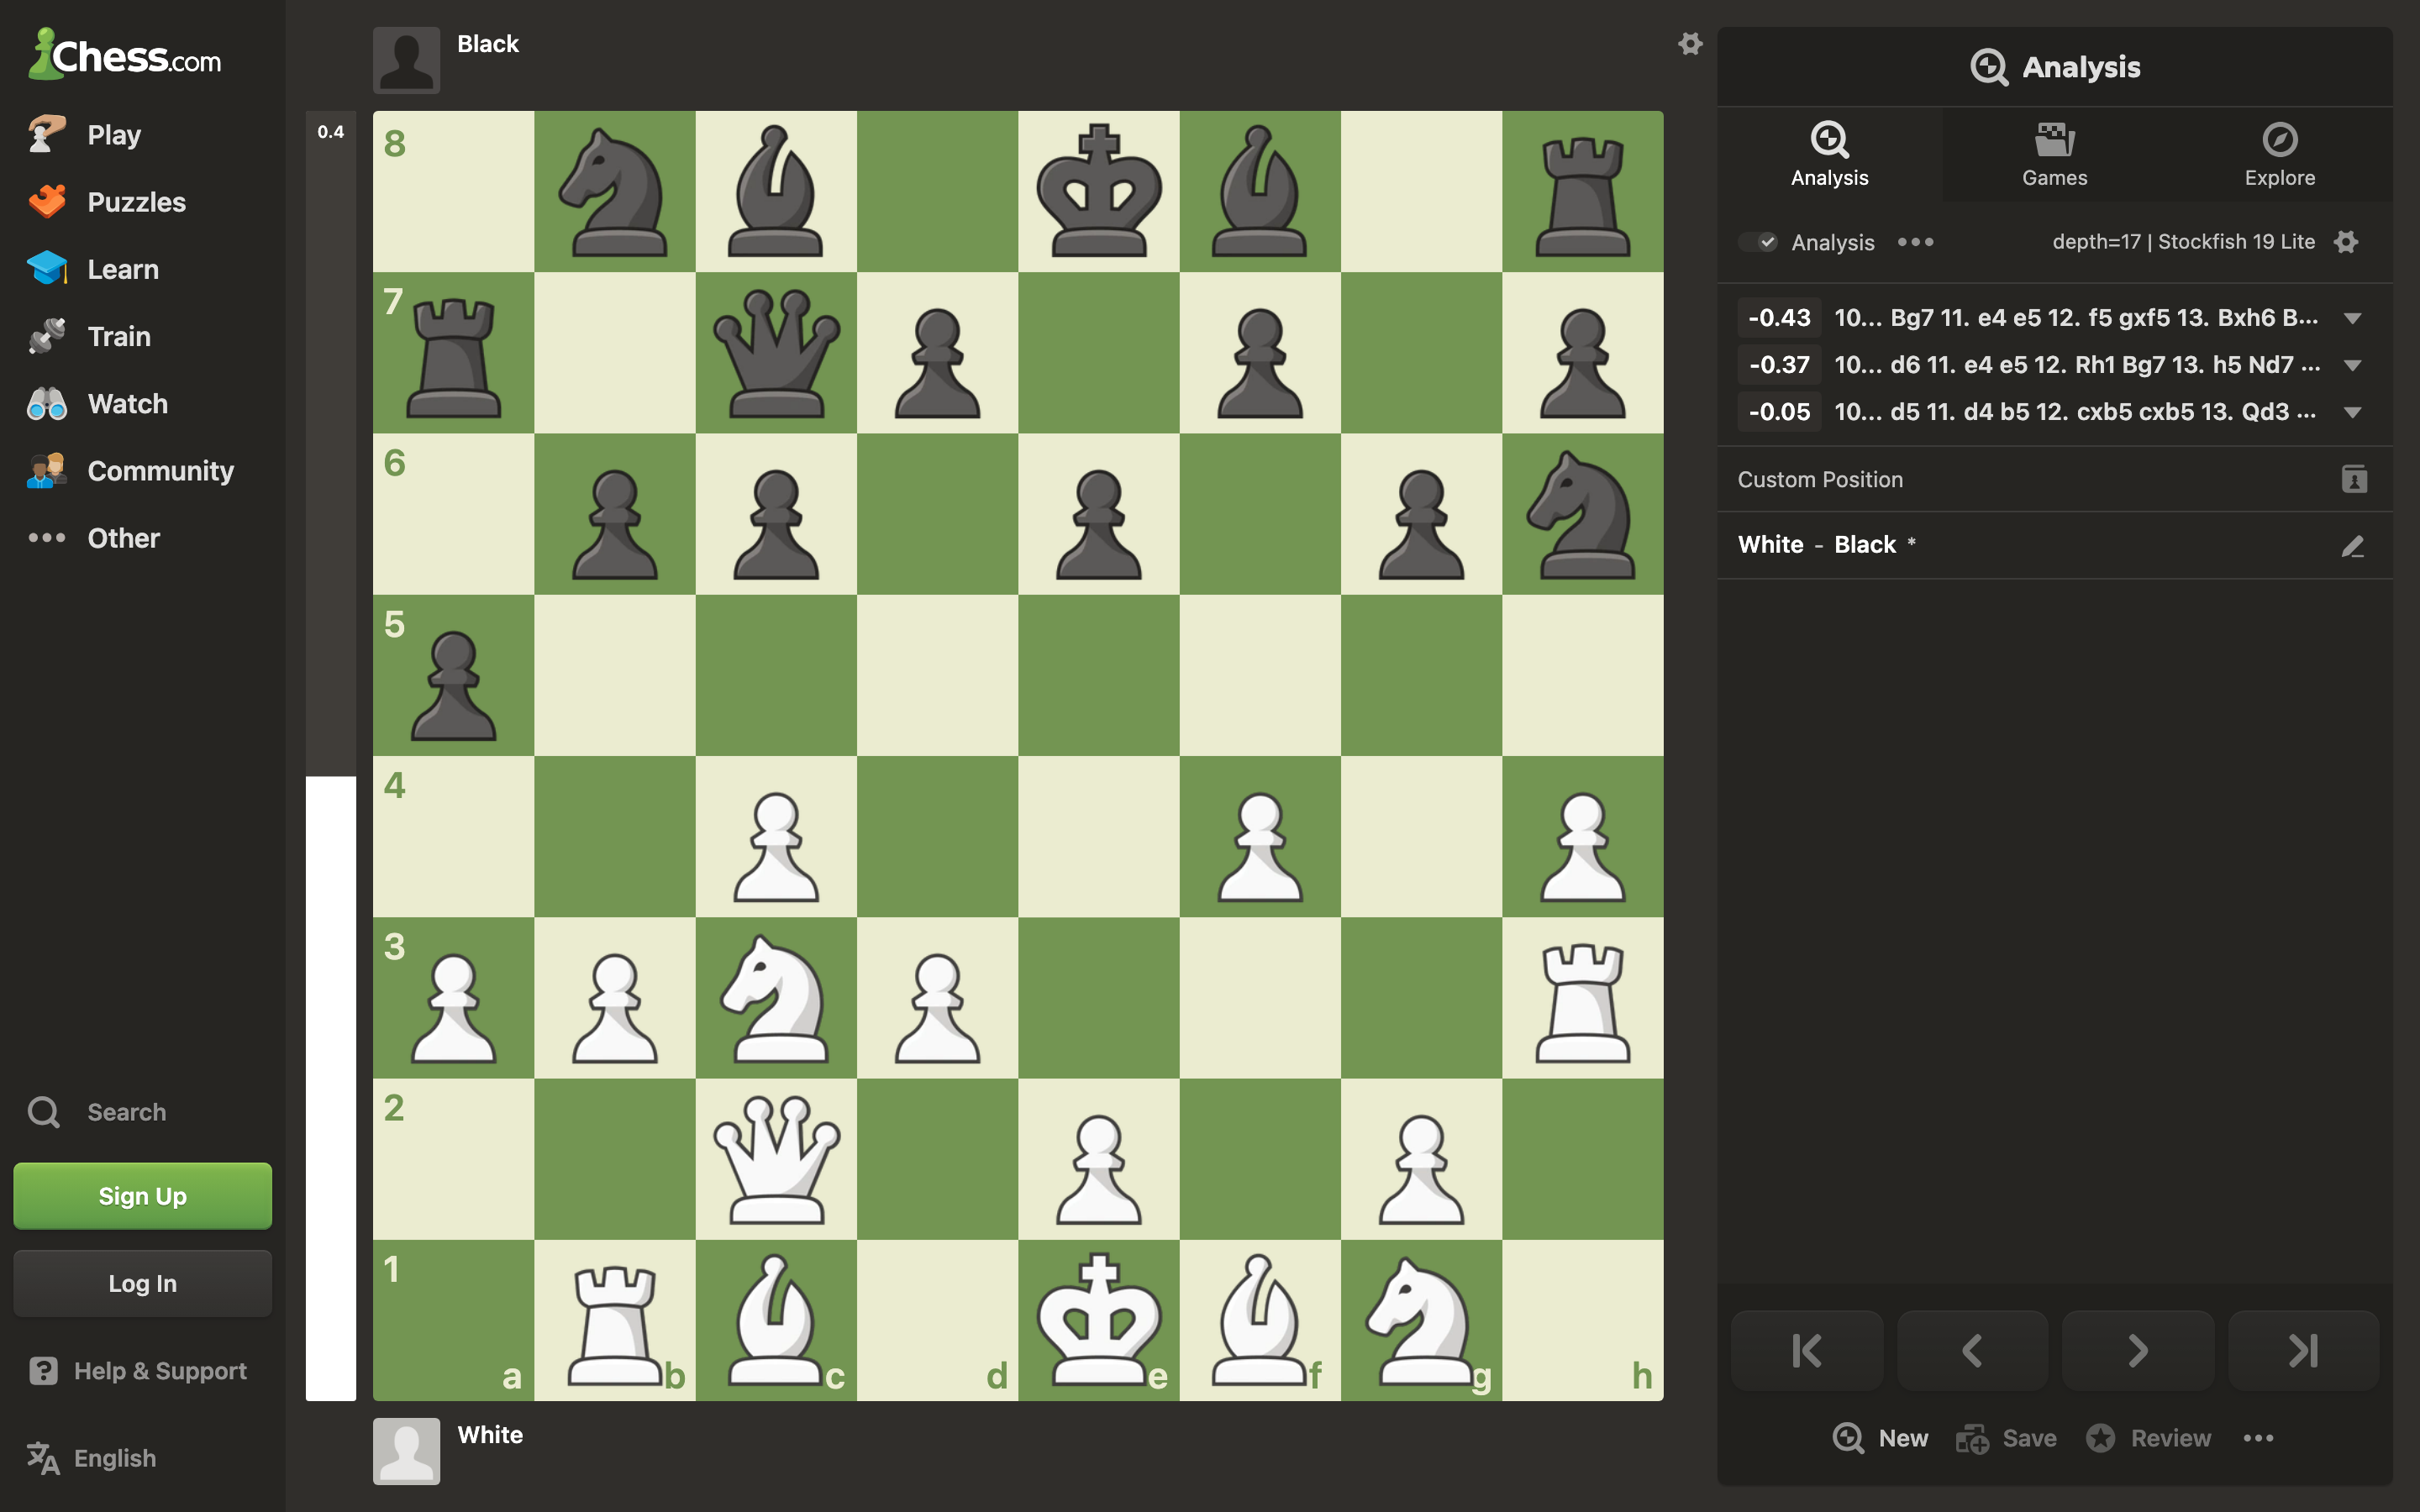 Chess.com
Play
Puzzles
Learn
Train
Watch
Community
Other
Search
Sign Up
Log In
Help & Support
English
Black
0.4
8
7
6
5
4
3
2
1
a b c d e f g h
White
Analysis
Analysis Games Explore
Analysis depth=17 | Stockfish 19 Lite
-0.43 10... Bg7 11. e4 e5 12. f5 gxf5 13. Bxh6 B...
-0.37 10... d6 11. e4 e5 12. Rh1 Bg7 13. h5 Nd7 ...
-0.05 10... d5 11. d4 b5 12. cxb5 cxb5 13. Qd3 ...
Custom Position
White - Black *
New Save Review